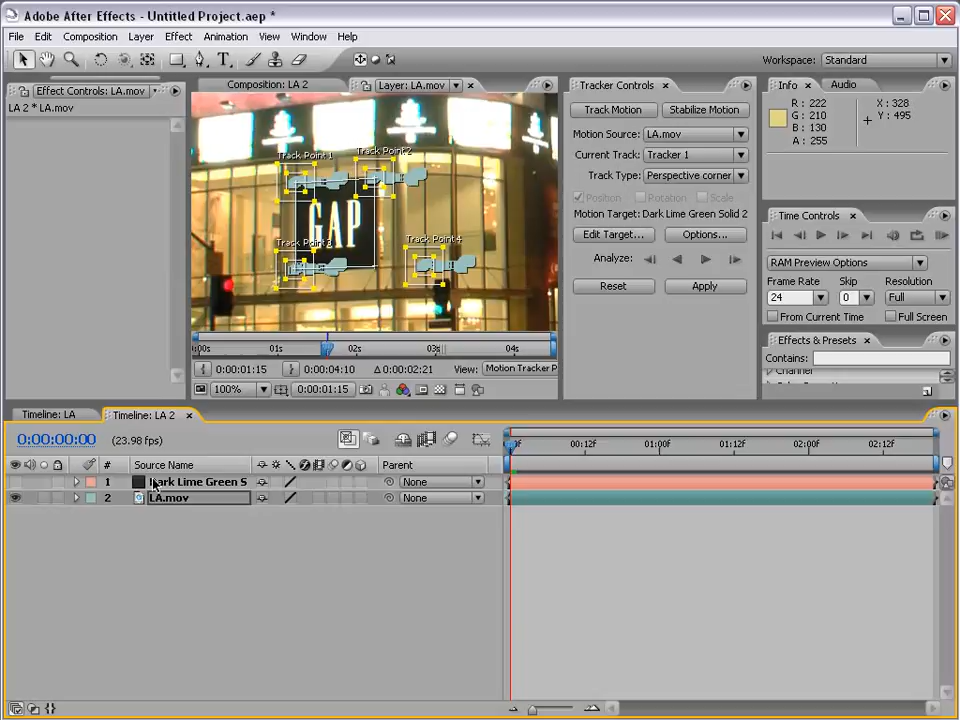 Adobe After Effects - Untitled Project.aep *
File Edit Composition Layer Effect Animation View Window Help
Workspace: Standard
Effect Controls: LA.mov
LA 2 * LA.mov
Composition: LA 2
Layer: LA.mov
Track Point 1
Track Point 2
GAP
Track Point 3
Track Point 4
01s 02s 04s
0:00:01:15 0:00:04:10 Δ 0:00:02:21 View: Motion Tracker P
100% 0:00:01:15
Tracker Controls
Track Motion Stabilize Motion
Motion Source: LA.mov
Current Track: Tracker 1
Track Type: Perspective corner
Position Rotation Scale
Motion Target: Dark Lime Green Solid 2
Edit Target... Options...
Analyze:
Reset Apply
Info Audio
R : 222 X : 328
G : 210 Y : 495
B : 130
A : 255
Time Controls
RAM Preview Options
Frame Rate Skip Resolution
24 0 Full
From Current Time Full Screen
Effects & Presets
Contains:
Channel
Timeline: LA Timeline: LA 2
0:00:00:00 (23.98 fps)
# Source Name Parent
00:12F 01:00F 01:12F 02:00F 02:12F
1 Dark Lime Green S None
2 LA.mov None